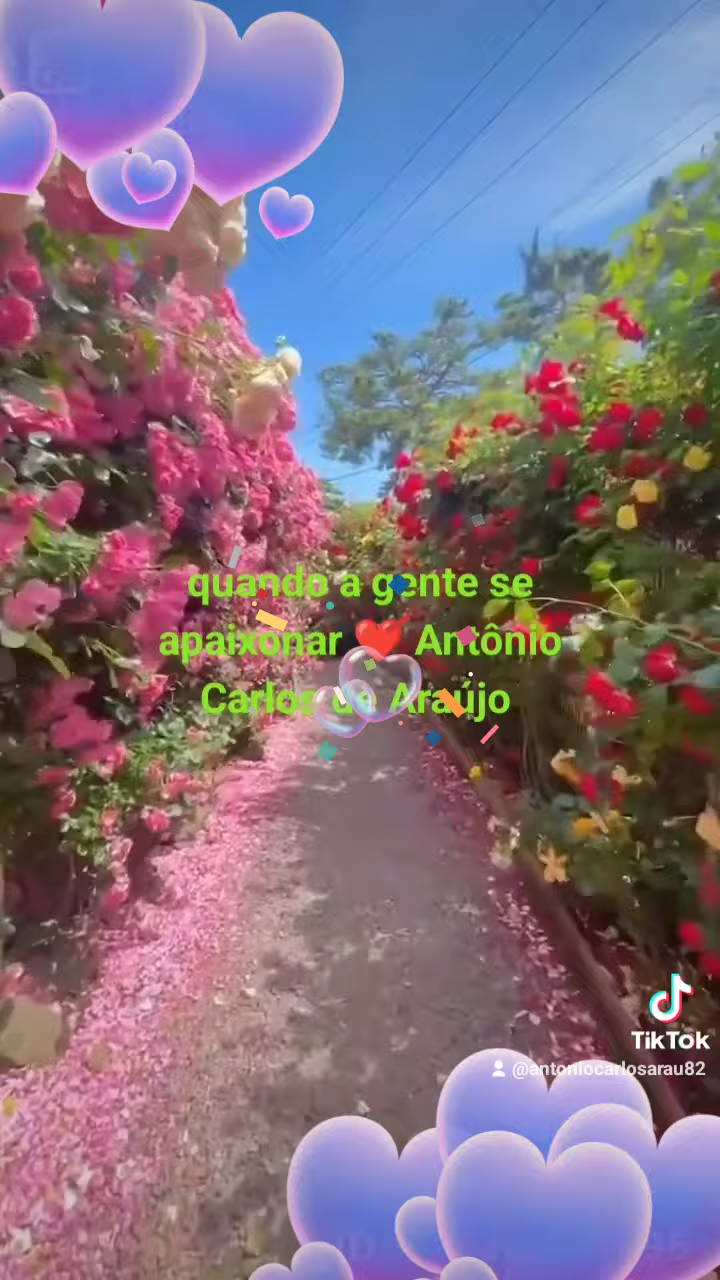 quando a gente se
apaixonar ❤️ Antônio
Carlos de Araújo
TikTok
@antoniocarlosarau82